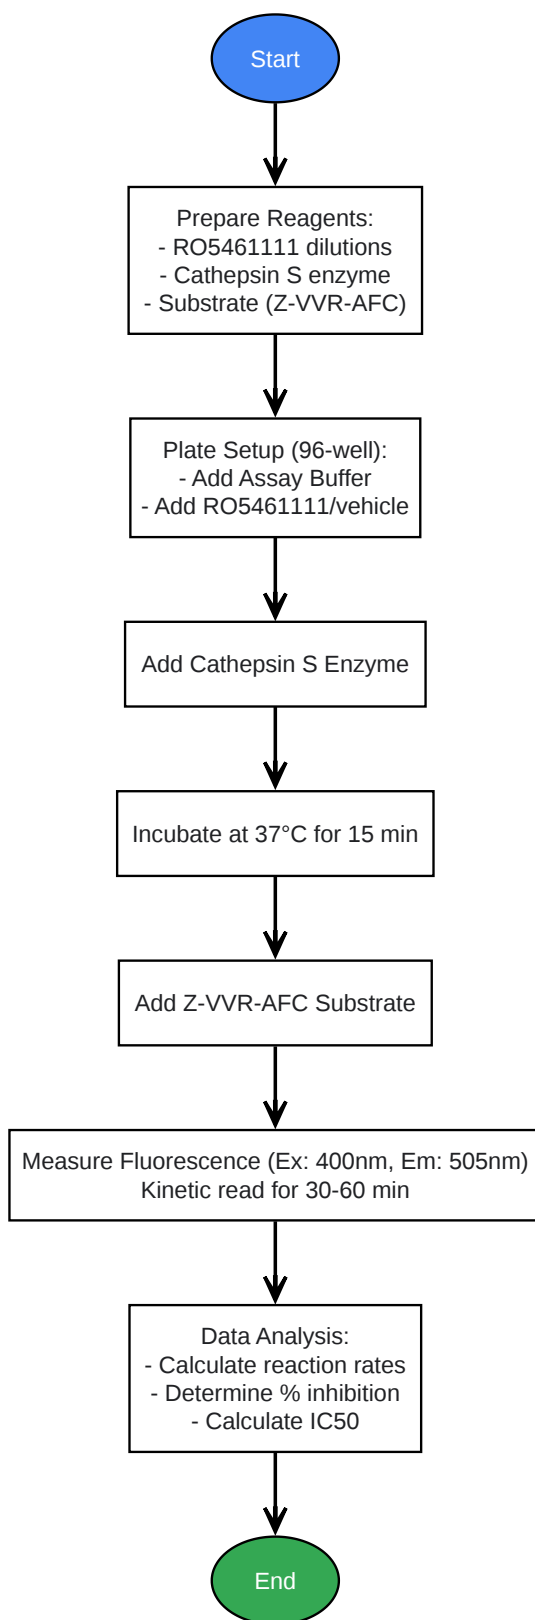 Start
Prepare Reagents:
- RO5461111 dilutions
- Cathepsin S enzyme
- Substrate (Z-VVR-AFC)
Plate Setup (96-well):
- Add Assay Buffer
- Add RO5461111/vehicle
Add Cathepsin S Enzyme
Incubate at 37°C for 15 min
Add Z-VVR-AFC Substrate
Measure Fluorescence (Ex: 400nm, Em: 505nm)
Kinetic read for 30-60 min
Data Analysis:
- Calculate reaction rates
- Determine % inhibition
- Calculate IC50
End